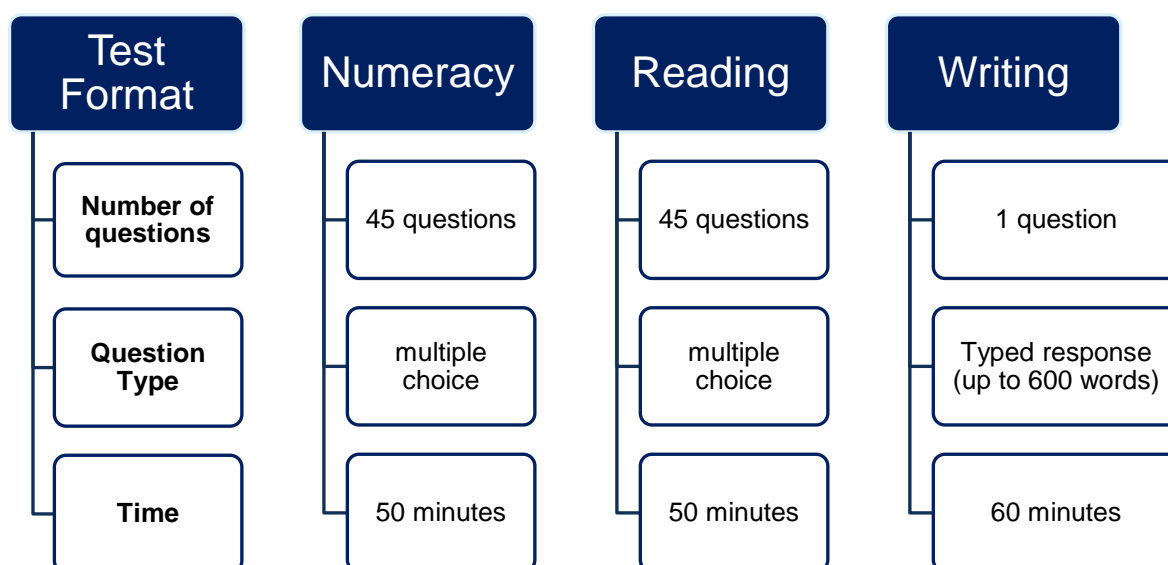 Test
Format
Number of
questions
Question
Type
Time
Numeracy
45 questions
multiple
choice
50 minutes
Reading
45 questions
multiple
choice
50 minutes
Writing
1 question
Typed response
(up to 600 words)
60 minutes